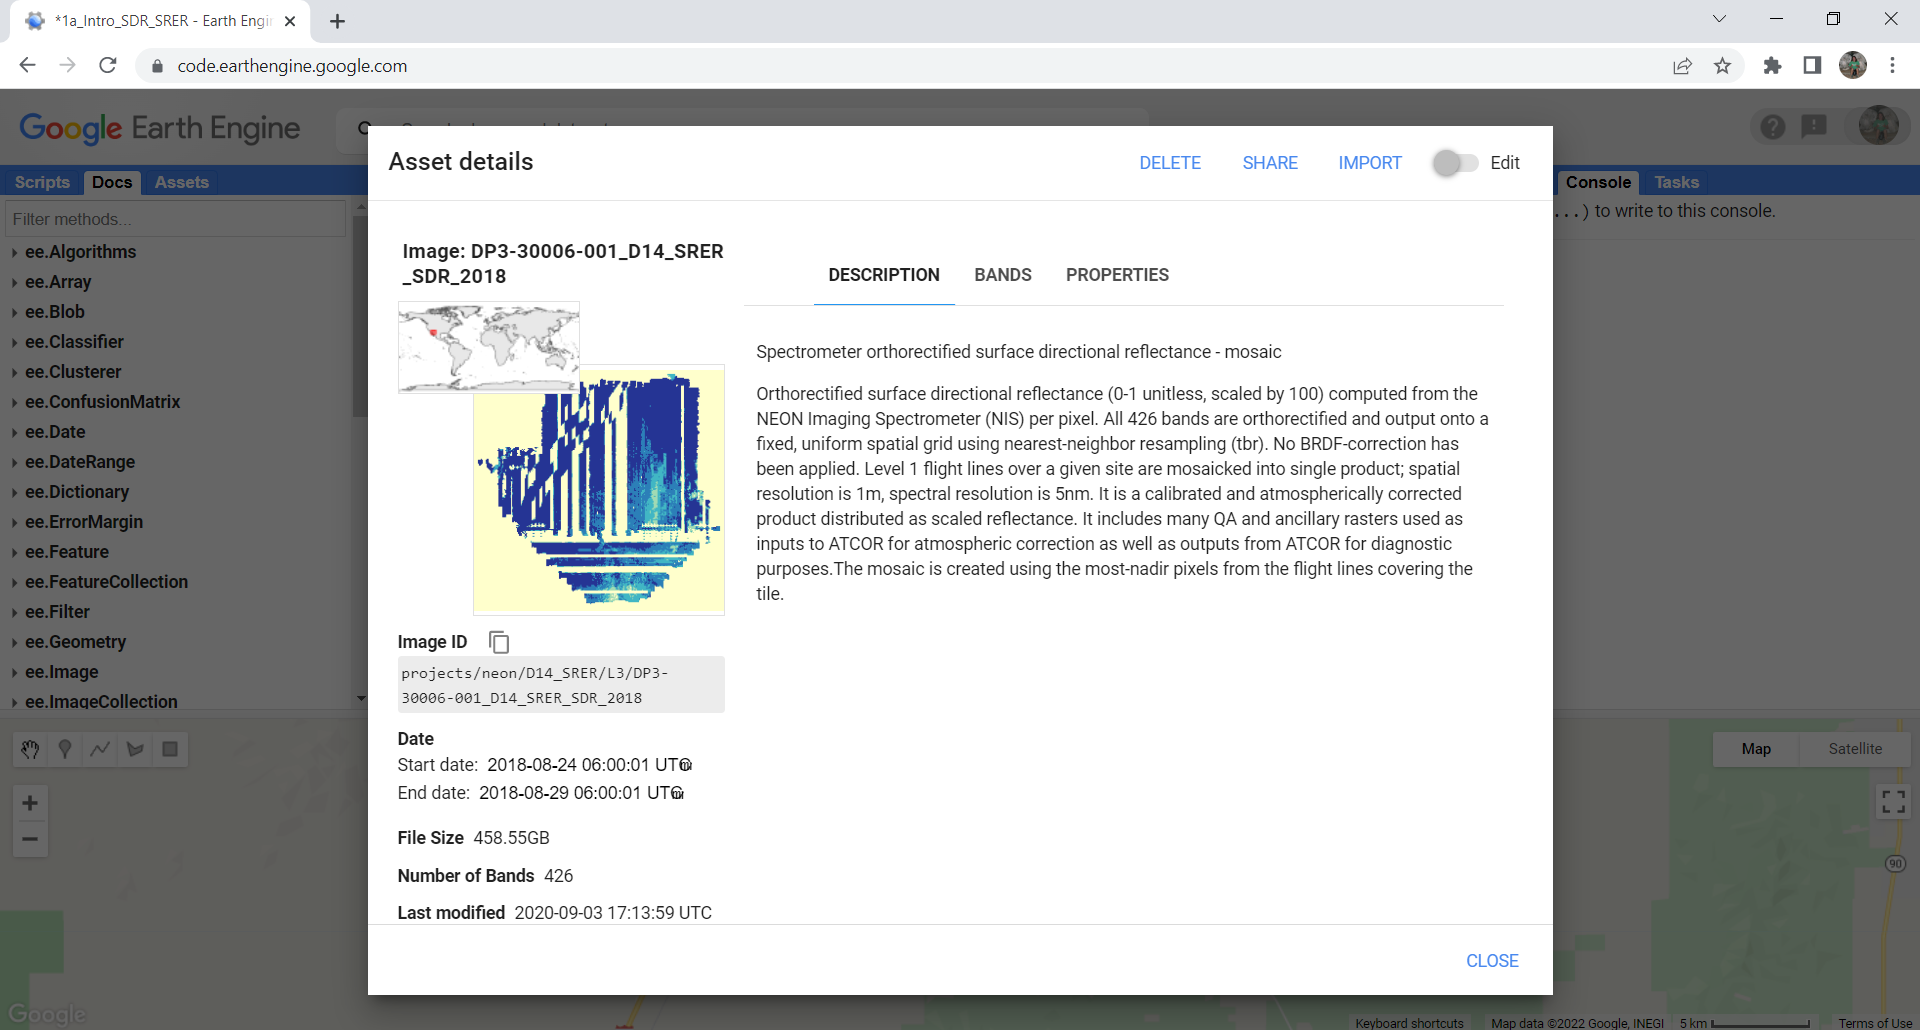 *1a_Intro_SDR_SRER - Earth Engin
code.earthengine.google.com
Google Earth Engine
Scripts Docs Assets
Filter methods...
ee.Algorithms
ee.Array
ee.Blob
ee.Classifier
ee.Clusterer
ee.ConfusionMatrix
ee.Date
ee.DateRange
ee.Dictionary
ee.ErrorMargin
ee.Feature
ee.FeatureCollection
ee.Filter
ee.Geometry
ee.Image
ee.ImageCollection
Asset details
DELETE SHARE IMPORT Edit
Image: DP3-30006-001_D14_SRER
_SDR_2018
Image ID
projects/neon/D14_SRER/L3/DP3-
30006-001_D14_SRER_SDR_2018
Date
Start date: 2018-08-24 06:00:01 UTC
End date: 2018-08-29 06:00:01 UTC
File Size 458.55GB
Number of Bands 426
Last modified 2020-09-03 17:13:59 UTC
DESCRIPTION BANDS PROPERTIES
Spectrometer orthorectified surface directional reflectance - mosaic
Orthorectified surface directional reflectance (0-1 unitless, scaled by 100) computed from the
NEON Imaging Spectrometer (NIS) per pixel. All 426 bands are orthorectified and output onto a
fixed, uniform spatial grid using nearest-neighbor resampling (tbr). No BRDF-correction has
been applied. Level 1 flight lines over a given site are mosaicked into single product; spatial
resolution is 1m, spectral resolution is 5nm. It is a calibrated and atmospherically corrected
product distributed as scaled reflectance. It includes many QA and ancillary rasters used as
inputs to ATCOR for atmospheric correction as well as outputs from ATCOR for diagnostic
purposes.The mosaic is created using the most-nadir pixels from the flight lines covering the
tile.
CLOSE
Console Tasks
...) to write to this console.
Map Satellite
90
Google
Keyboard shortcuts Map data ©2022 Google, INEGI 5 km Terms of Use